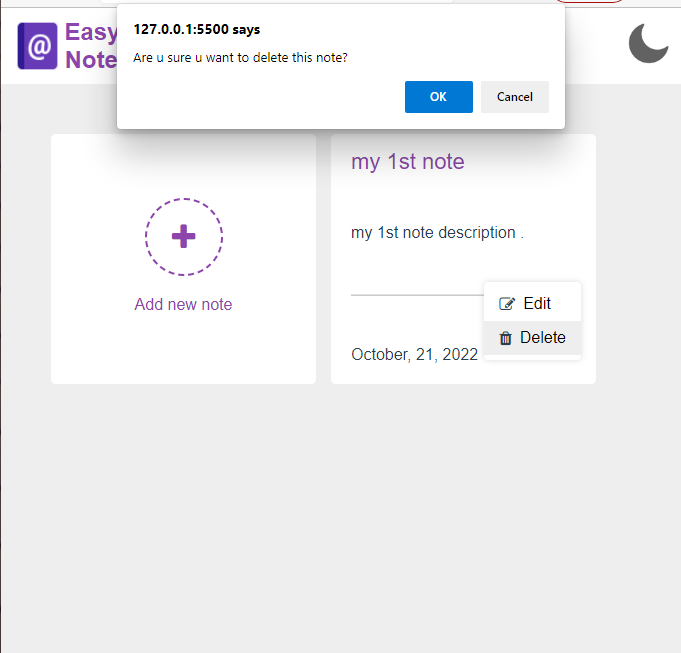 127.0.0.1:5500 says
Are u sure u want to delete this note?
OK
Cancel
@
Easy
Note
my 1st note
my 1st note description .
Add new note
Edit
Delete
October, 21, 2022